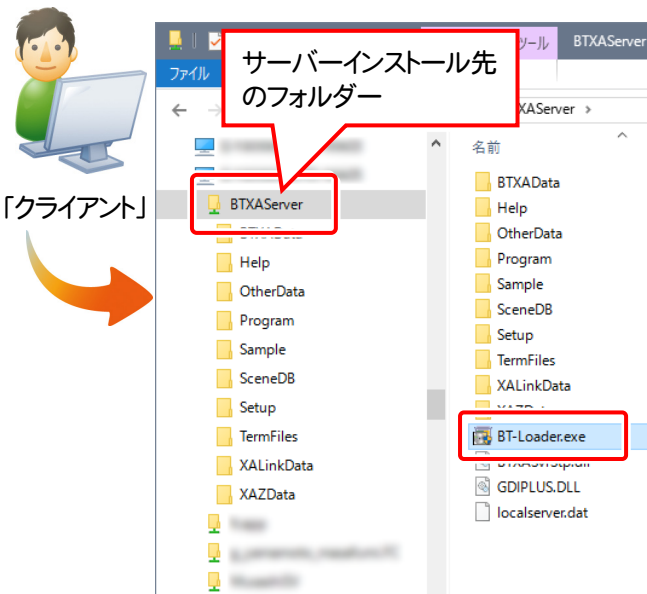 ール
BTXAServer
ファイル
サーバーインストール先
のフォルダー
XAServer
名前
「クライアント」
BTXAServer
Help
OtherData
Program
Sample
SceneDB
Setup
TermFiles
XALinkData
XAZData
BTXAData
Help
OtherData
Program
Sample
SceneDB
Setup
TermFiles
XALinkData
BT-Loader.exe
GDIPLUS.DLL
localserver.dat